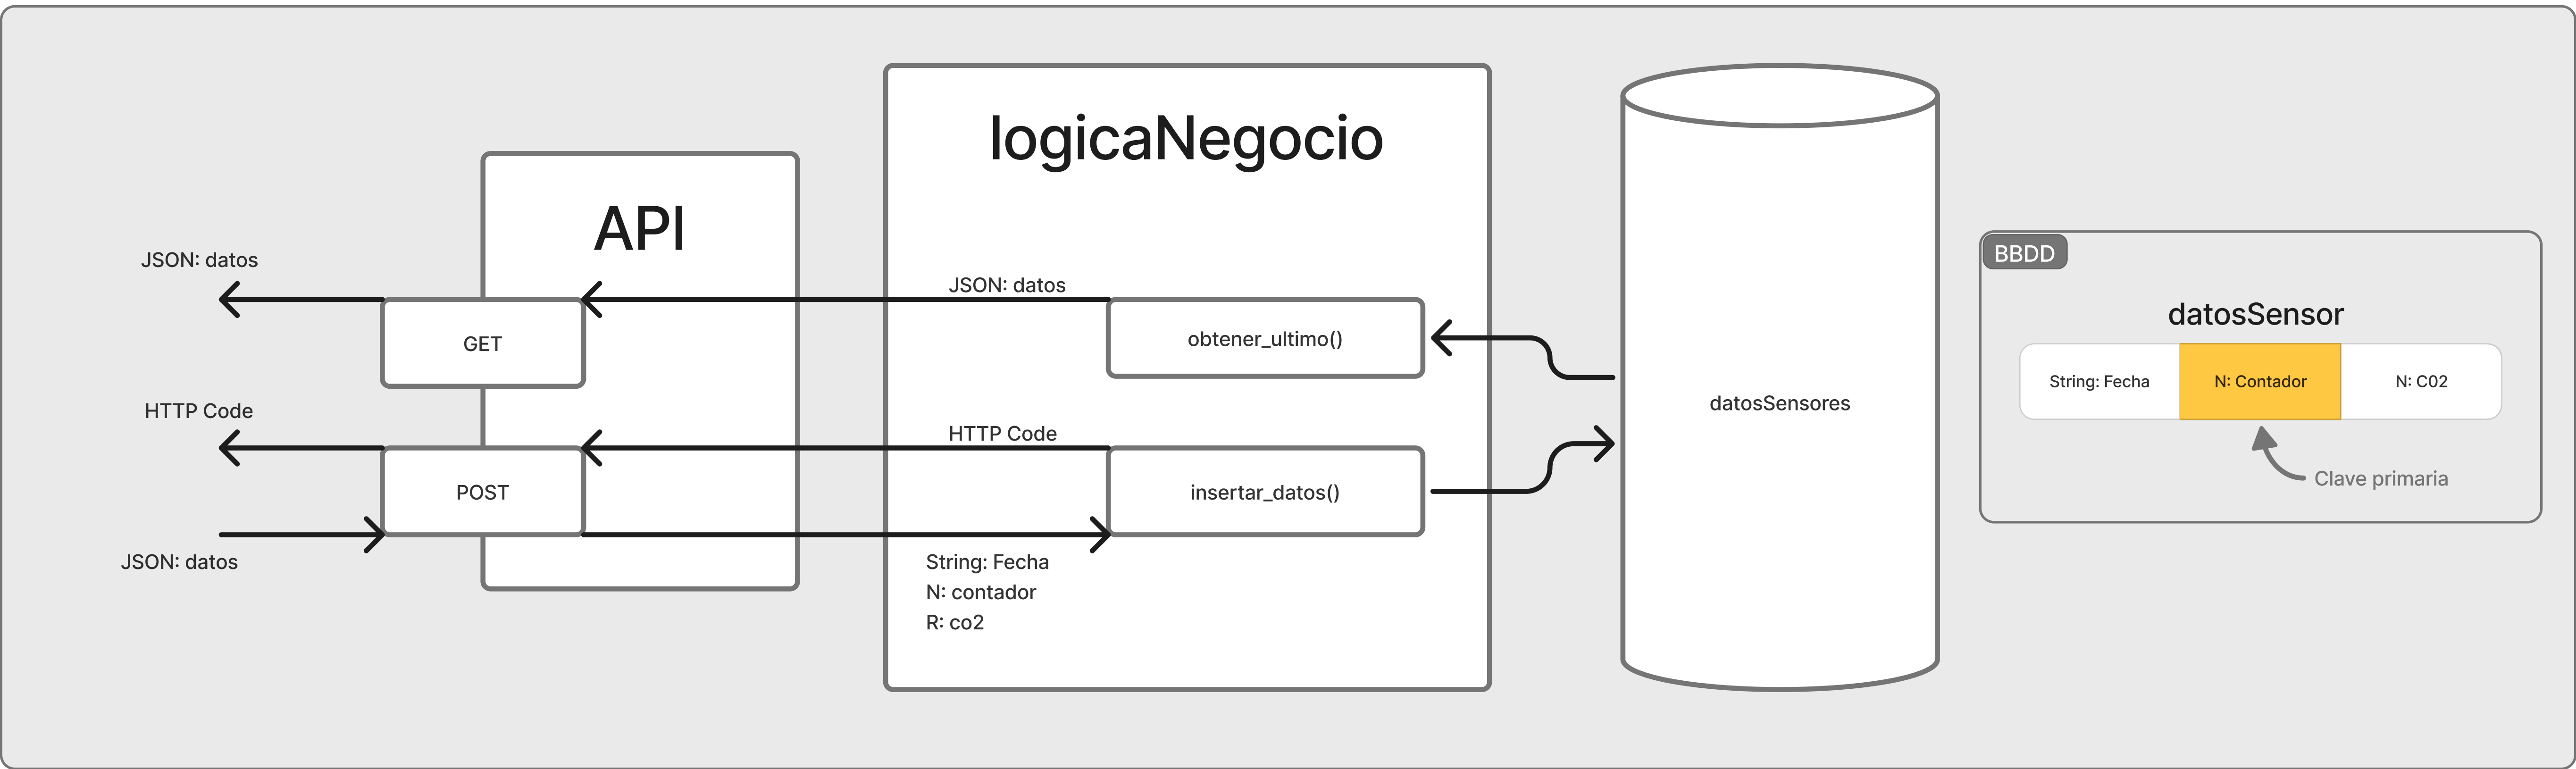 logicaNegocio
API
JSON: datos
JSON: datos
GET
obtener_ultimo()
HTTP Code
HTTP Code
POST
insertar_datos()
JSON: datos
String: Fecha
N: contador
R: co2
datosSensores
BBDD
datosSensor
String: Fecha
N: Contador
N: C02
Clave primaria